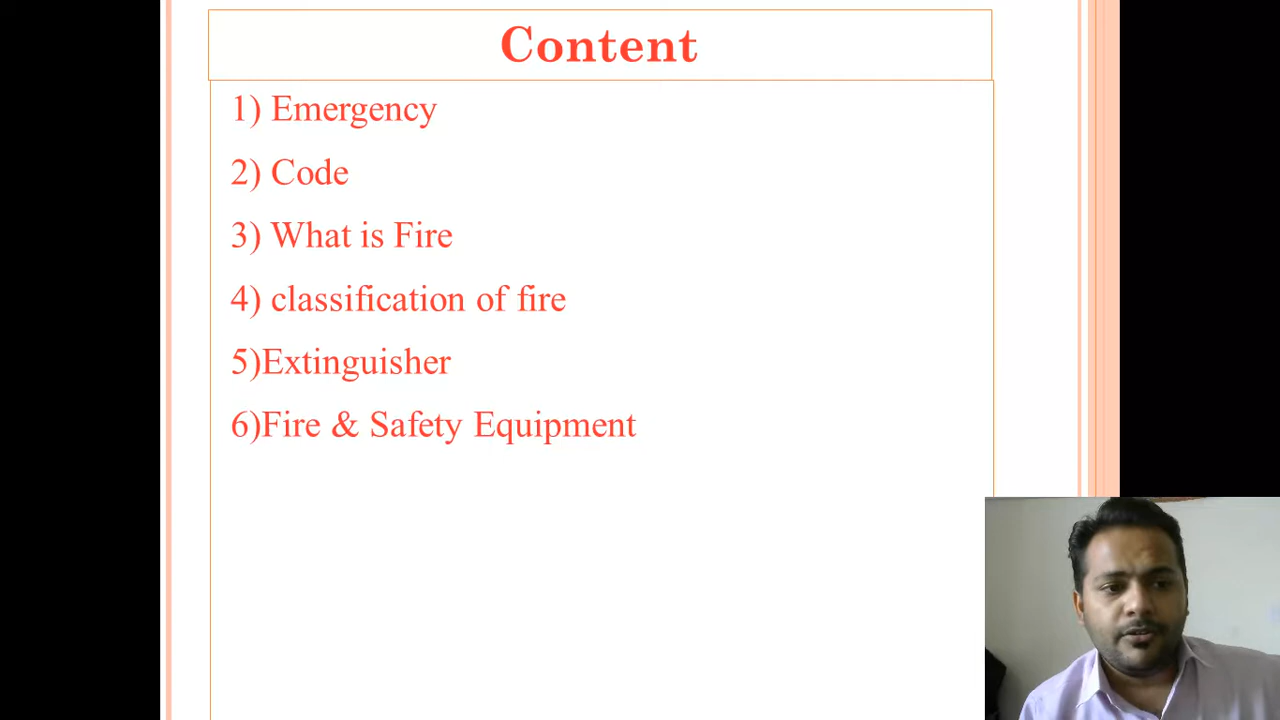 Content
1) Emergency
2) Code
3) What is Fire
4) classification of fire
5)Extinguisher
6)Fire & Safety Equipment